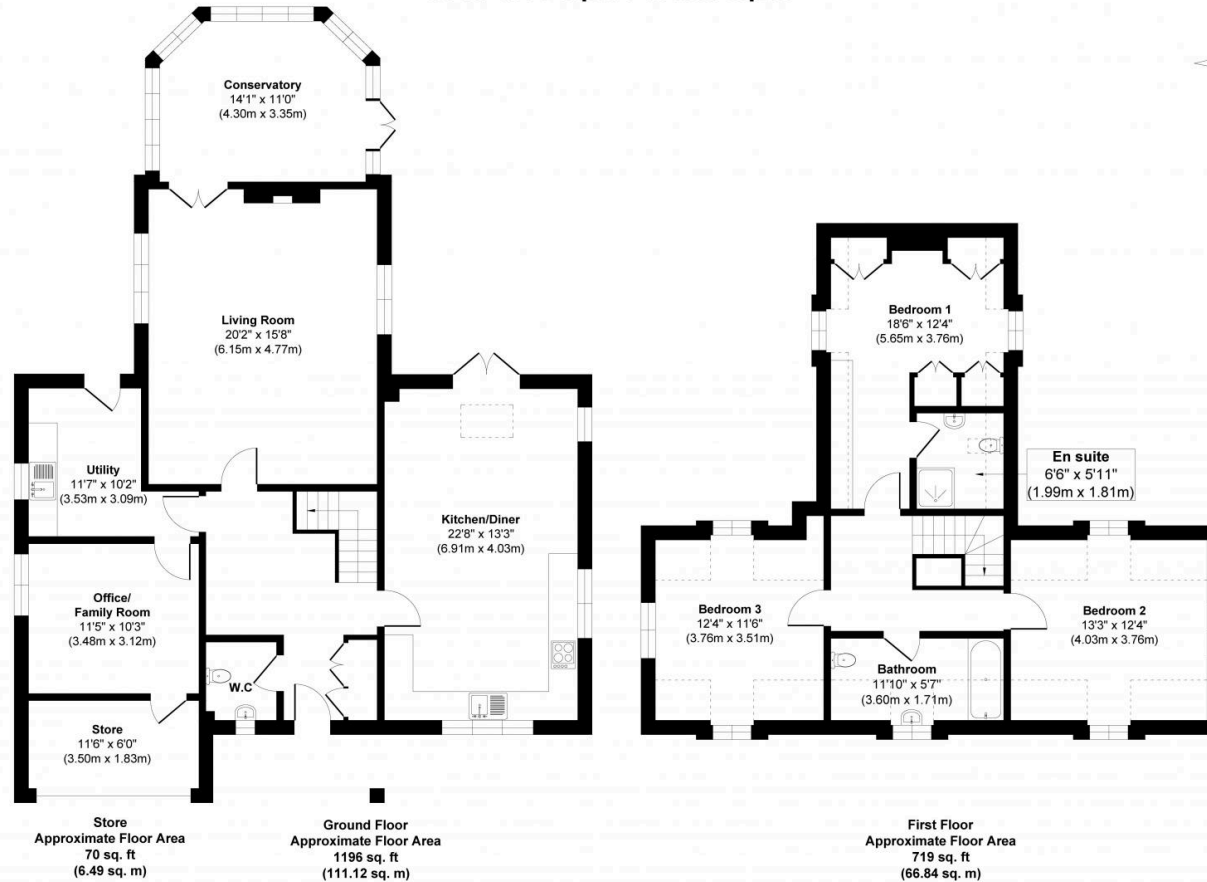 Conservatory
14'1" x 11'0"
(4.30m x 3.35m)
Living Room
20'2" x 15'8"
(6.15m x 4.77m)
Utility
11'7" x 10'2"
(3.53m x 3.09m)
Kitchen/Diner
22'8" x 13'3"
(6.91m x 4.03m)
Office/
Family Room
11'5" x 10'3"
(3.48m x 3.12m)
W.C
Store
11'6" x 6'0"
(3.50m x 1.83m)
Store
Approximate Floor Area
70 sq. ft
(6.49 sq. m)
Ground Floor
Approximate Floor Area
1196 sq. ft
(111.12 sq. m)
Bedroom 1
18'6" x 12'4"
(5.65m x 3.76m)
En suite
6'6" x 5'11"
(1.99m x 1.81m)
Bedroom 3
12'4" x 11'6"
(3.76m x 3.51m)
Bedroom 2
13'3" x 12'4"
(4.03m x 3.76m)
Bathroom
11'10" x 5'7"
(3.60m x 1.71m)
First Floor
Approximate Floor Area
719 sq. ft
(66.84 sq. m)